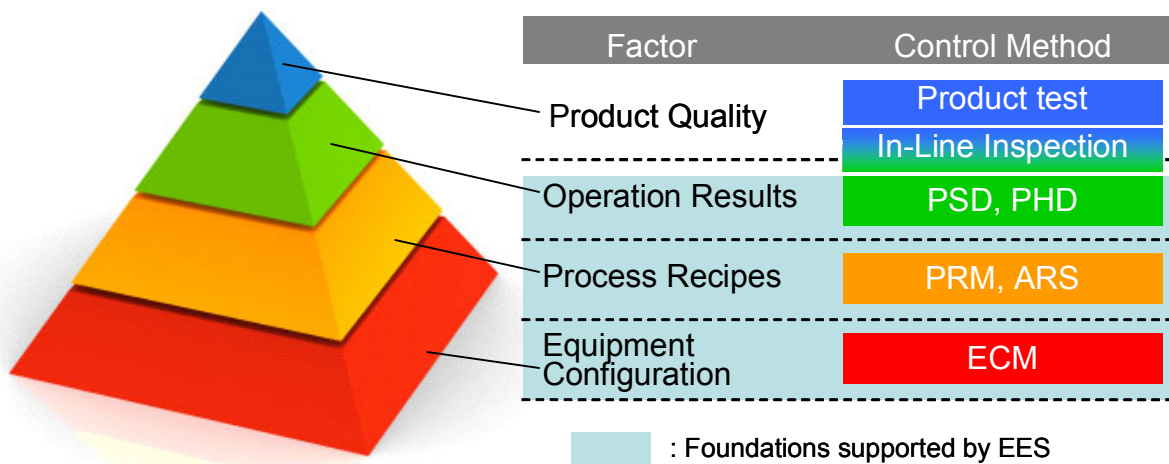 Factor Control Method
Product Quality
Product test
In-Line Inspection
Operation Results
PSD, PHD
Process Recipes
PRM, ARS
Equipment
Configuration
ECM
: Foundations supported by EES